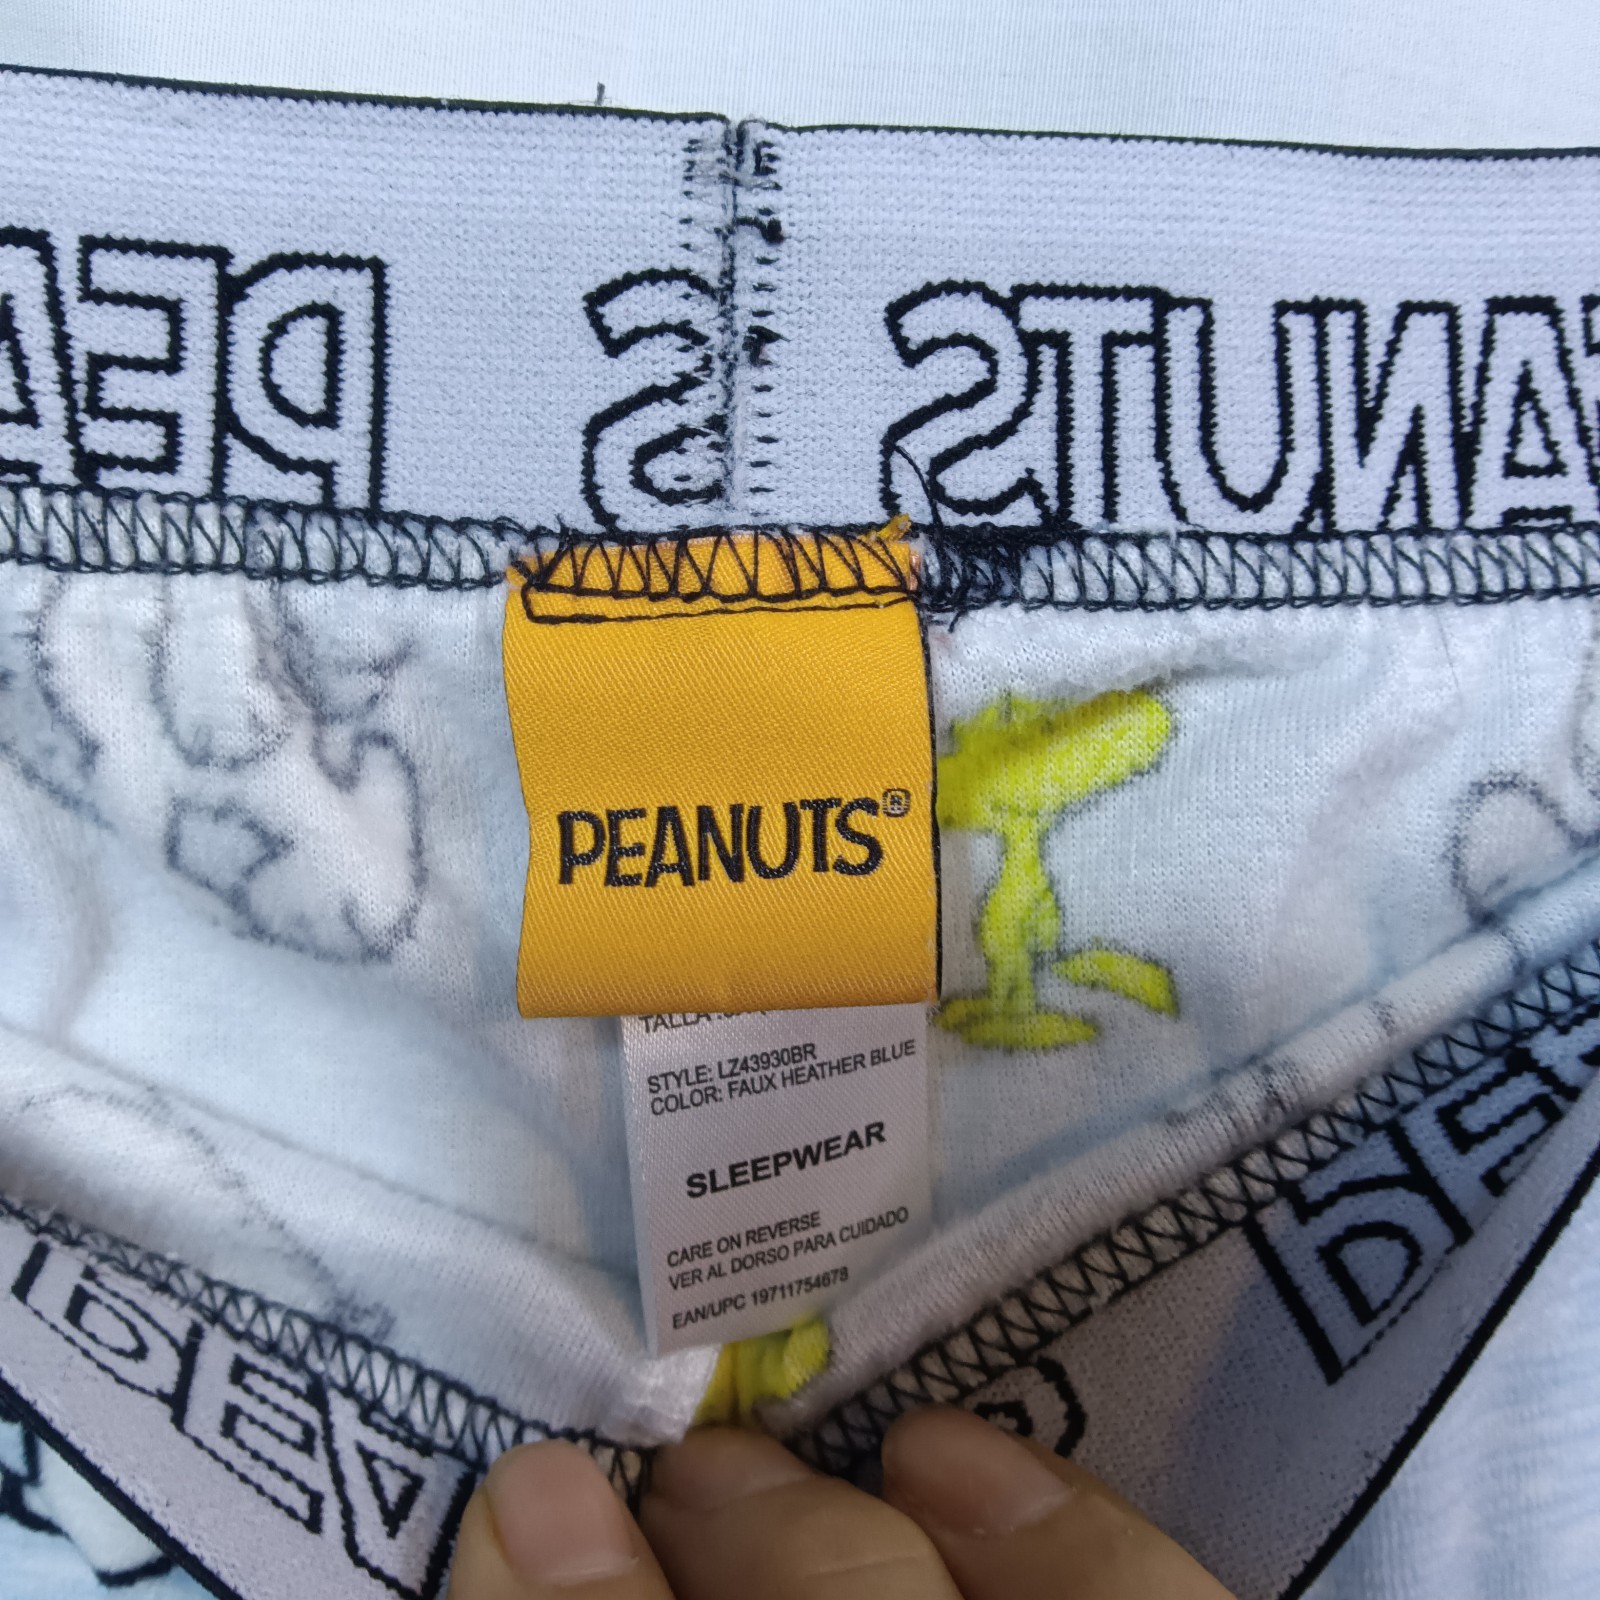 PEANUTS
PEANUTS®
TALLA
STYLE: LZ43930BR
COLOR: FAUX HEATHER BLUE
SLEEPWEAR
CARE ON REVERSE
VER AL DORSO PARA CUIDADO
EAN/UPC 19711754678